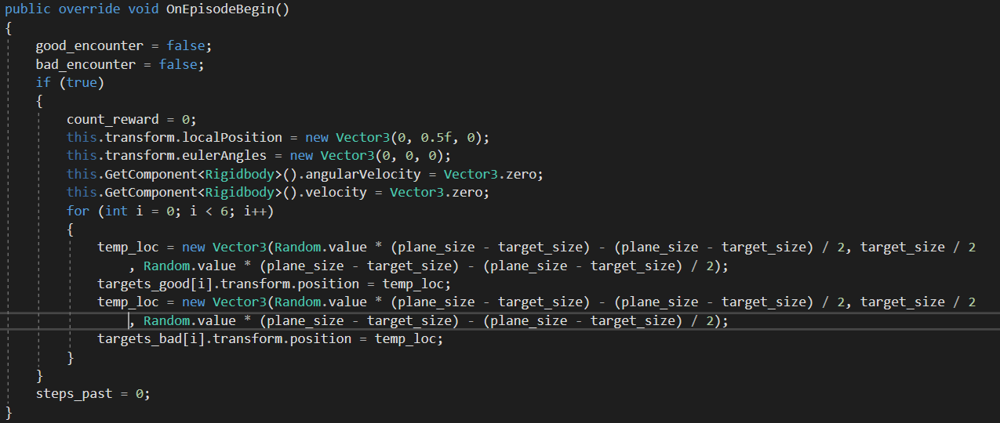 public override void OnEpisodeBegin()
{
    good_encounter = false;
    bad_encounter = false;
    if (true)
    {
        count_reward = 0;
        this.transform.localPosition = new Vector3(0, 0.5f, 0);
        this.transform.eulerAngles = new Vector3(0, 0, 0);
        this.GetComponent<Rigidbody>().angularVelocity = Vector3.zero;
        this.GetComponent<Rigidbody>().velocity = Vector3.zero;
        for (int i = 0; i < 6; i++)
        {
            temp_loc = new Vector3(Random.value * (plane_size - target_size) - (plane_size - target_size) / 2, target_size / 2
                , Random.value * (plane_size - target_size) - (plane_size - target_size) / 2);
            targets_good[i].transform.position = temp_loc;
            temp_loc = new Vector3(Random.value * (plane_size - target_size) - (plane_size - target_size) / 2, target_size / 2
                , Random.value * (plane_size - target_size) - (plane_size - target_size) / 2);
            targets_bad[i].transform.position = temp_loc;
        }
    }
    steps_past = 0;
}